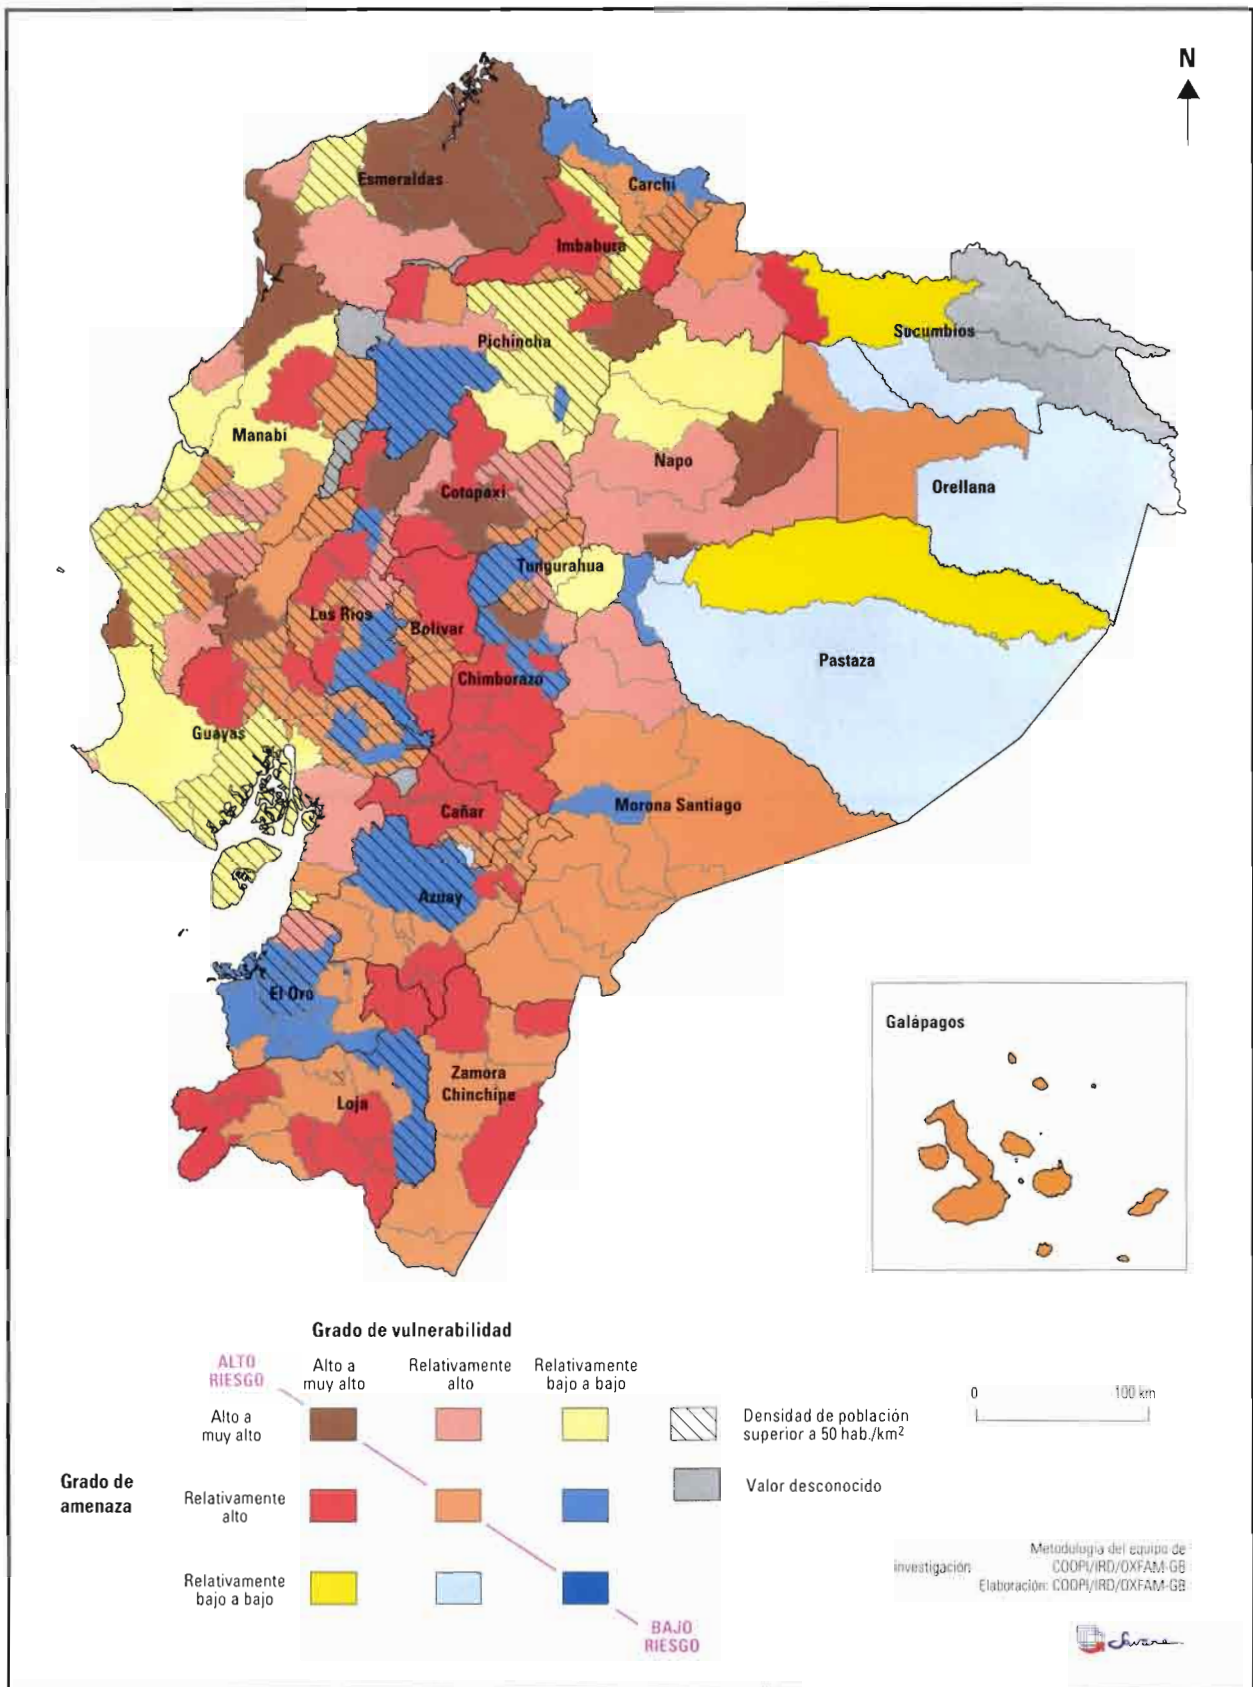 N
Esmeraldas
Carchi
Imbabura
Sucumbios
Pichincha
Manabí
Napo
Cotopaxi
Orellana
Tungurahua
Los Rios
Bolívar
Pastaza
Chimborazo
Guayas
Morona Santiago
Cañar
Azuay
El Oro
Galápagos
Zamora
Chinchipe
Loja
Grado de vulnerabilidad
ALTO
RIESGO
Alto a
muy alto
Relativamente
alto
Relativamente
bajo a bajo
0
100 km
Alto a
muy alto
Densidad de población
superior a 50 hab./km²
Grado de
amenaza
Relativamente
alto
Valor desconocido
Relativamente
bajo a bajo
BAJO
RIESGO
Metodología del equipo de
investigación
COOPI/IRD/OXFAM-GB
Elaboración: COOPI/IRD/OXFAM-GB
Savane